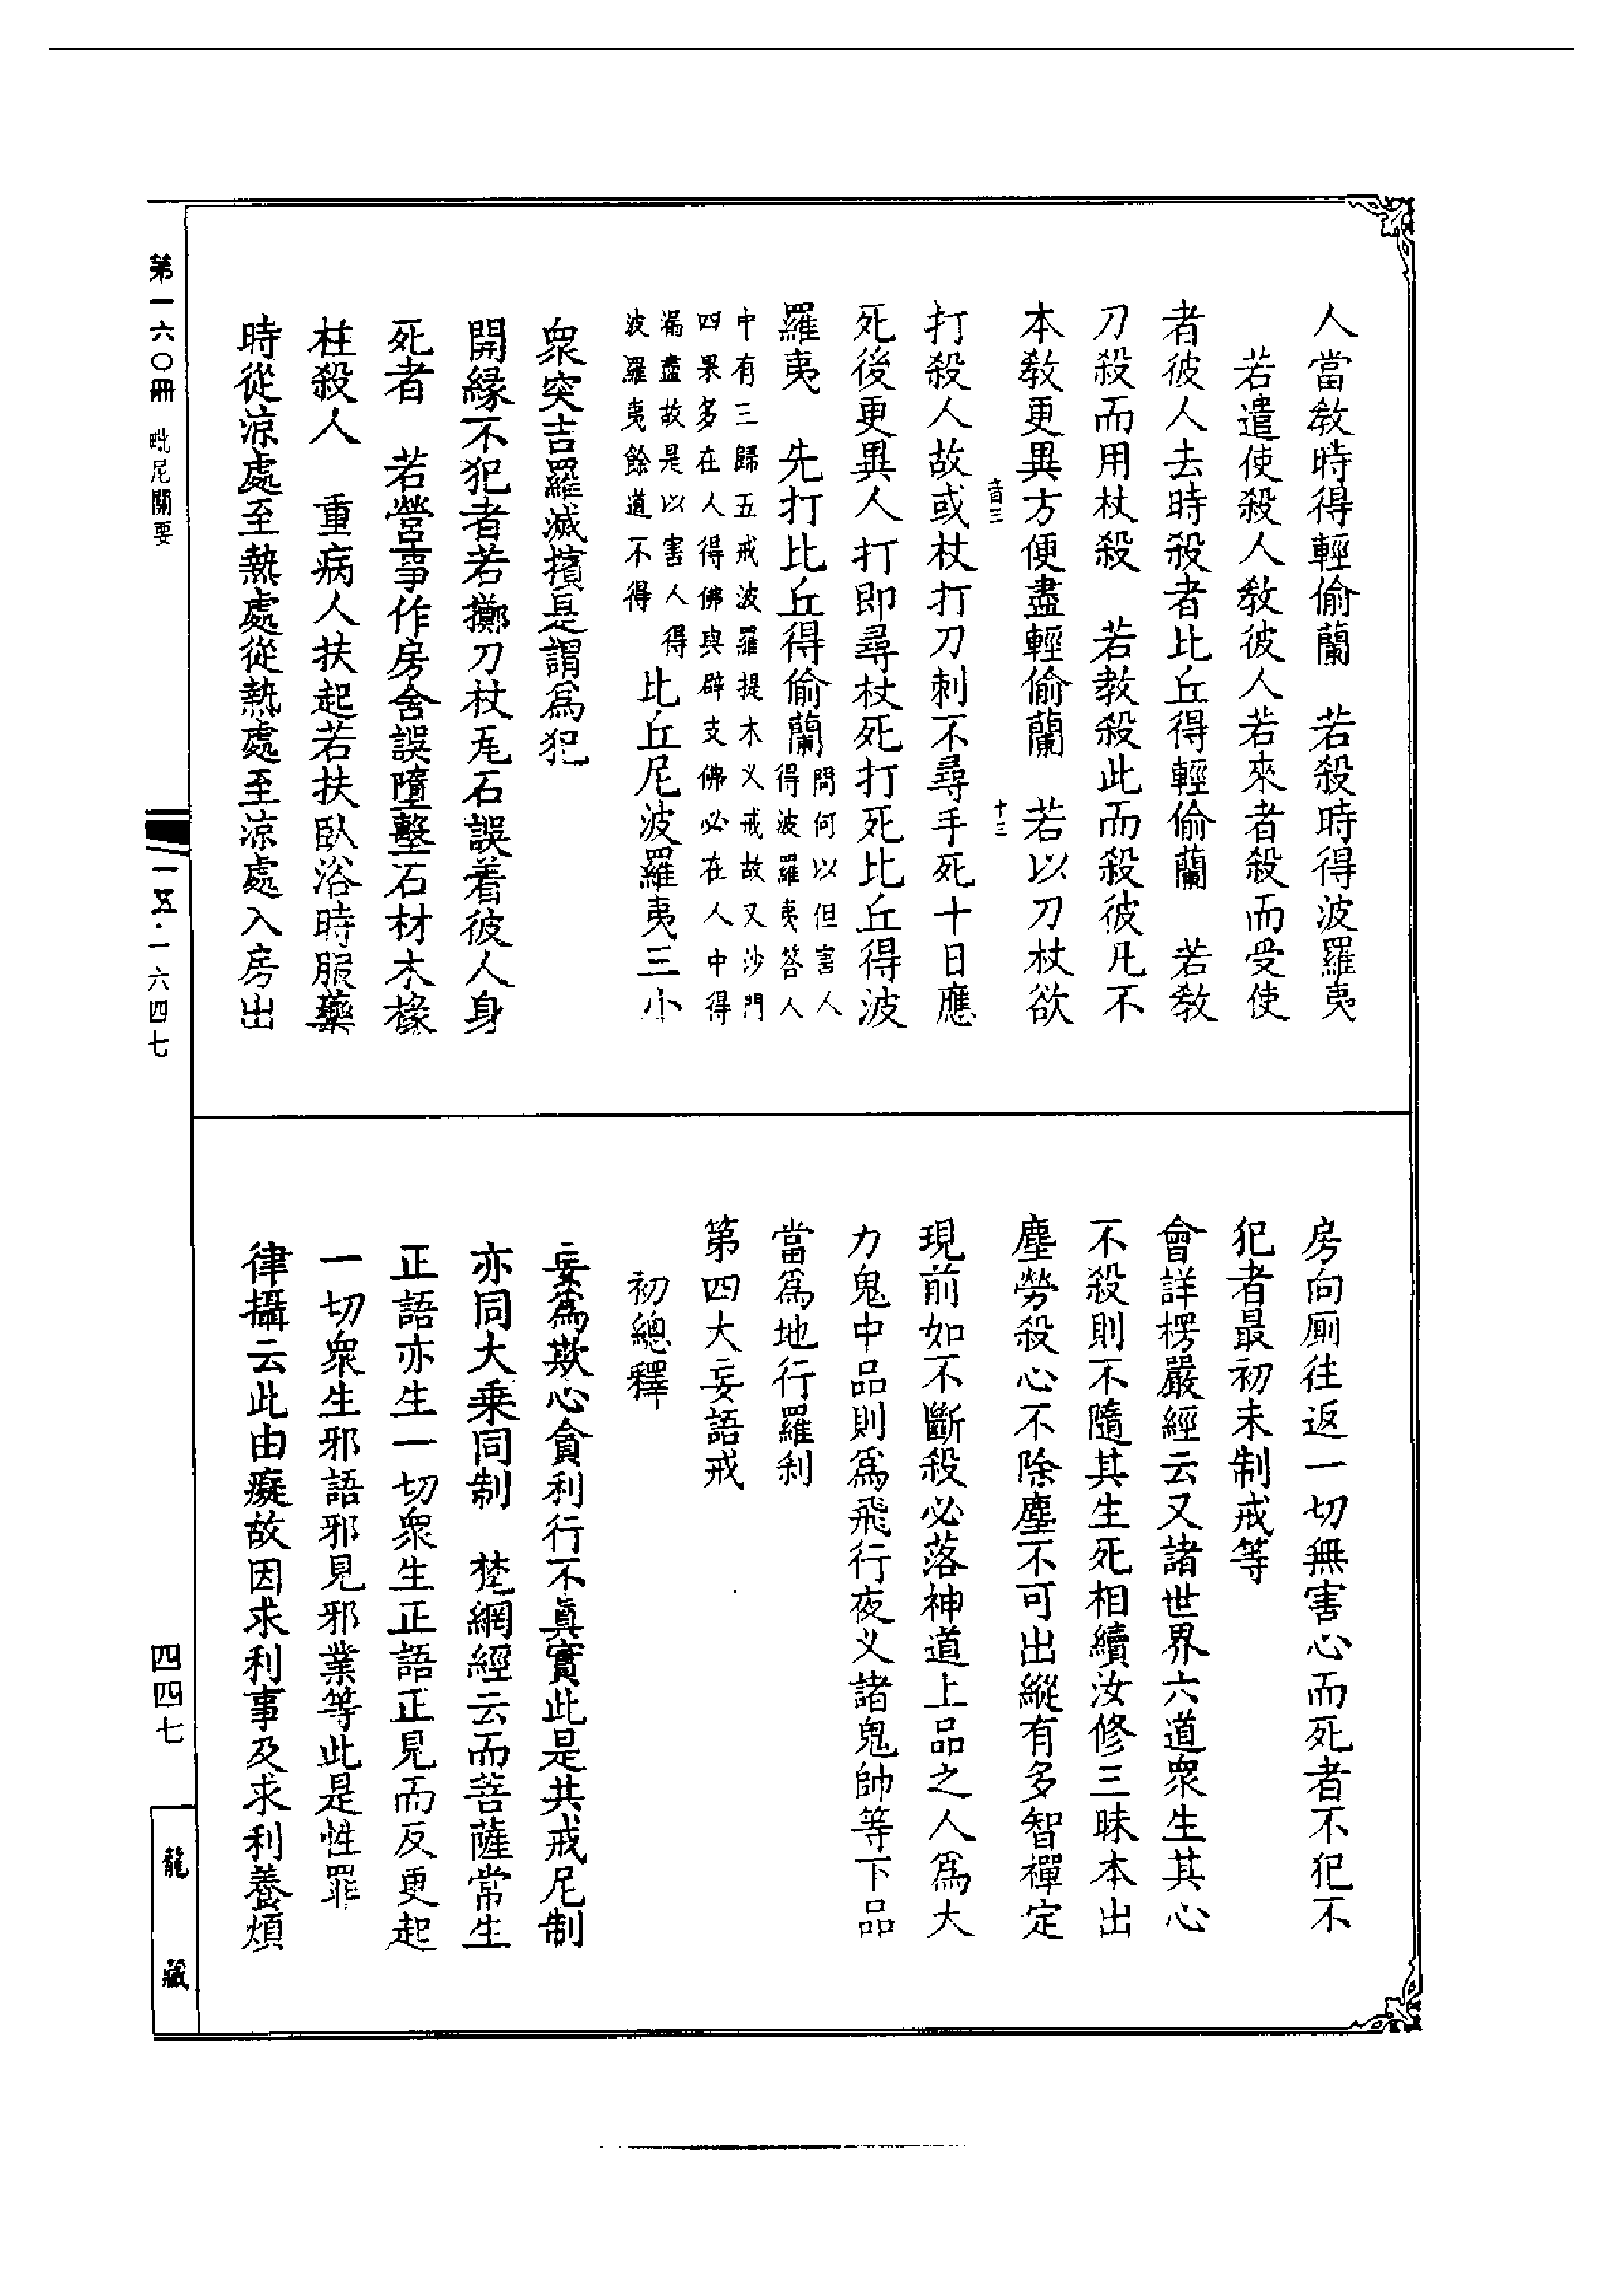 人當教時得輕偷蘭　若殺時得波羅夷
若遣使殺人教彼人若來者殺而受使
者彼人去時殺者比丘得輕偷蘭　若教
刀殺而用杖殺　若教殺此而殺彼凡不
本教更異方便盡輕偷蘭　若以刀杖欲
音三　十三
打殺人故或杖打刀刺不尋手死十日應
死後更異人打即尋杖死打死比丘得波
羅夷　先打比丘得偷蘭
問何以但害人
得波羅夷答人
中有三歸五戒波羅提木义戒故又沙門
四果多在人得佛與辟支佛必在人中得
漏盡故是以害人得
波羅夷餘道不得
比丘尼波羅夷三小
眾突吉羅滅擯是謂為犯
開緣不犯者若擲刀杖瓦石誤着彼人身
死者　若營事作房舍誤墮墼石材木椽
柱殺人　重病人扶起若扶臥浴時服藥
時從涼處至熱處從熱處至涼處入房出
房向廁往返一切無害心而死者不犯不
犯者最初未制戒等
會詳楞嚴經云又諸世界六道眾生其心
不殺則不隨其生死相續汝修三昧本出
塵勞殺心不除塵不可出縱有多智禪定
現前如不斷殺必落神道上品之人為大
力鬼中品則為飛行夜义諸鬼帥等下品
當為地行羅剎
第四大妄語戒
初總釋
妄為欺心貪利行不真實此是共戒尼制
亦同大乘同制　梵網經云而菩薩常生
正語亦生一切眾生正語正見而反更起
一切眾生邪語邪見邪業等此是性罪
律攝云此由癡故因求利事及求利養煩
第一六〇冊　毗尼關要
一五·一六四七
四四七
龍藏